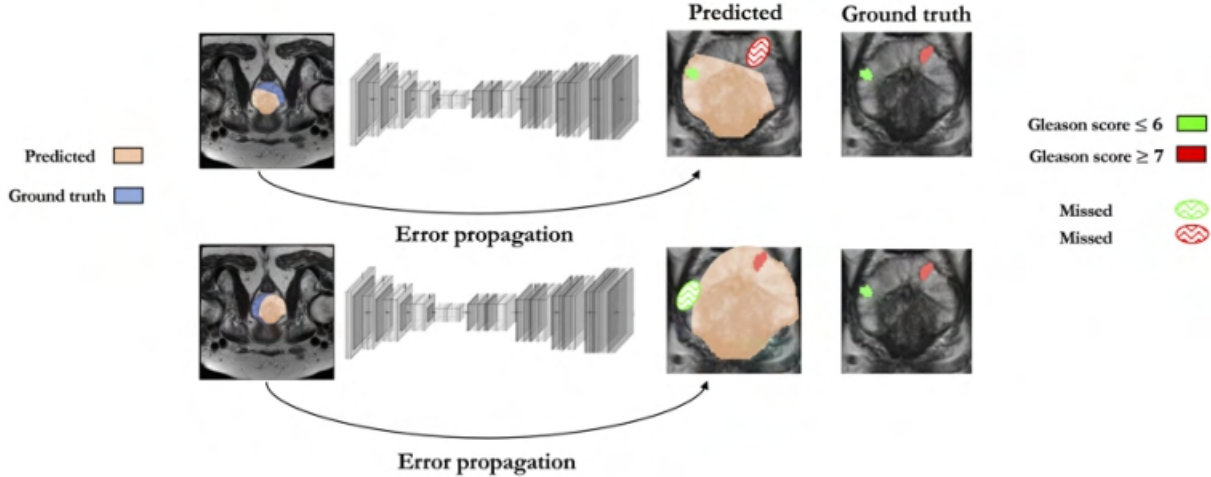 Predicted
Ground truth
Gleason score ≤ 6
Gleason score ≥ 7
Predicted
Ground truth
Missed
Missed
Error propagation
Error propagation